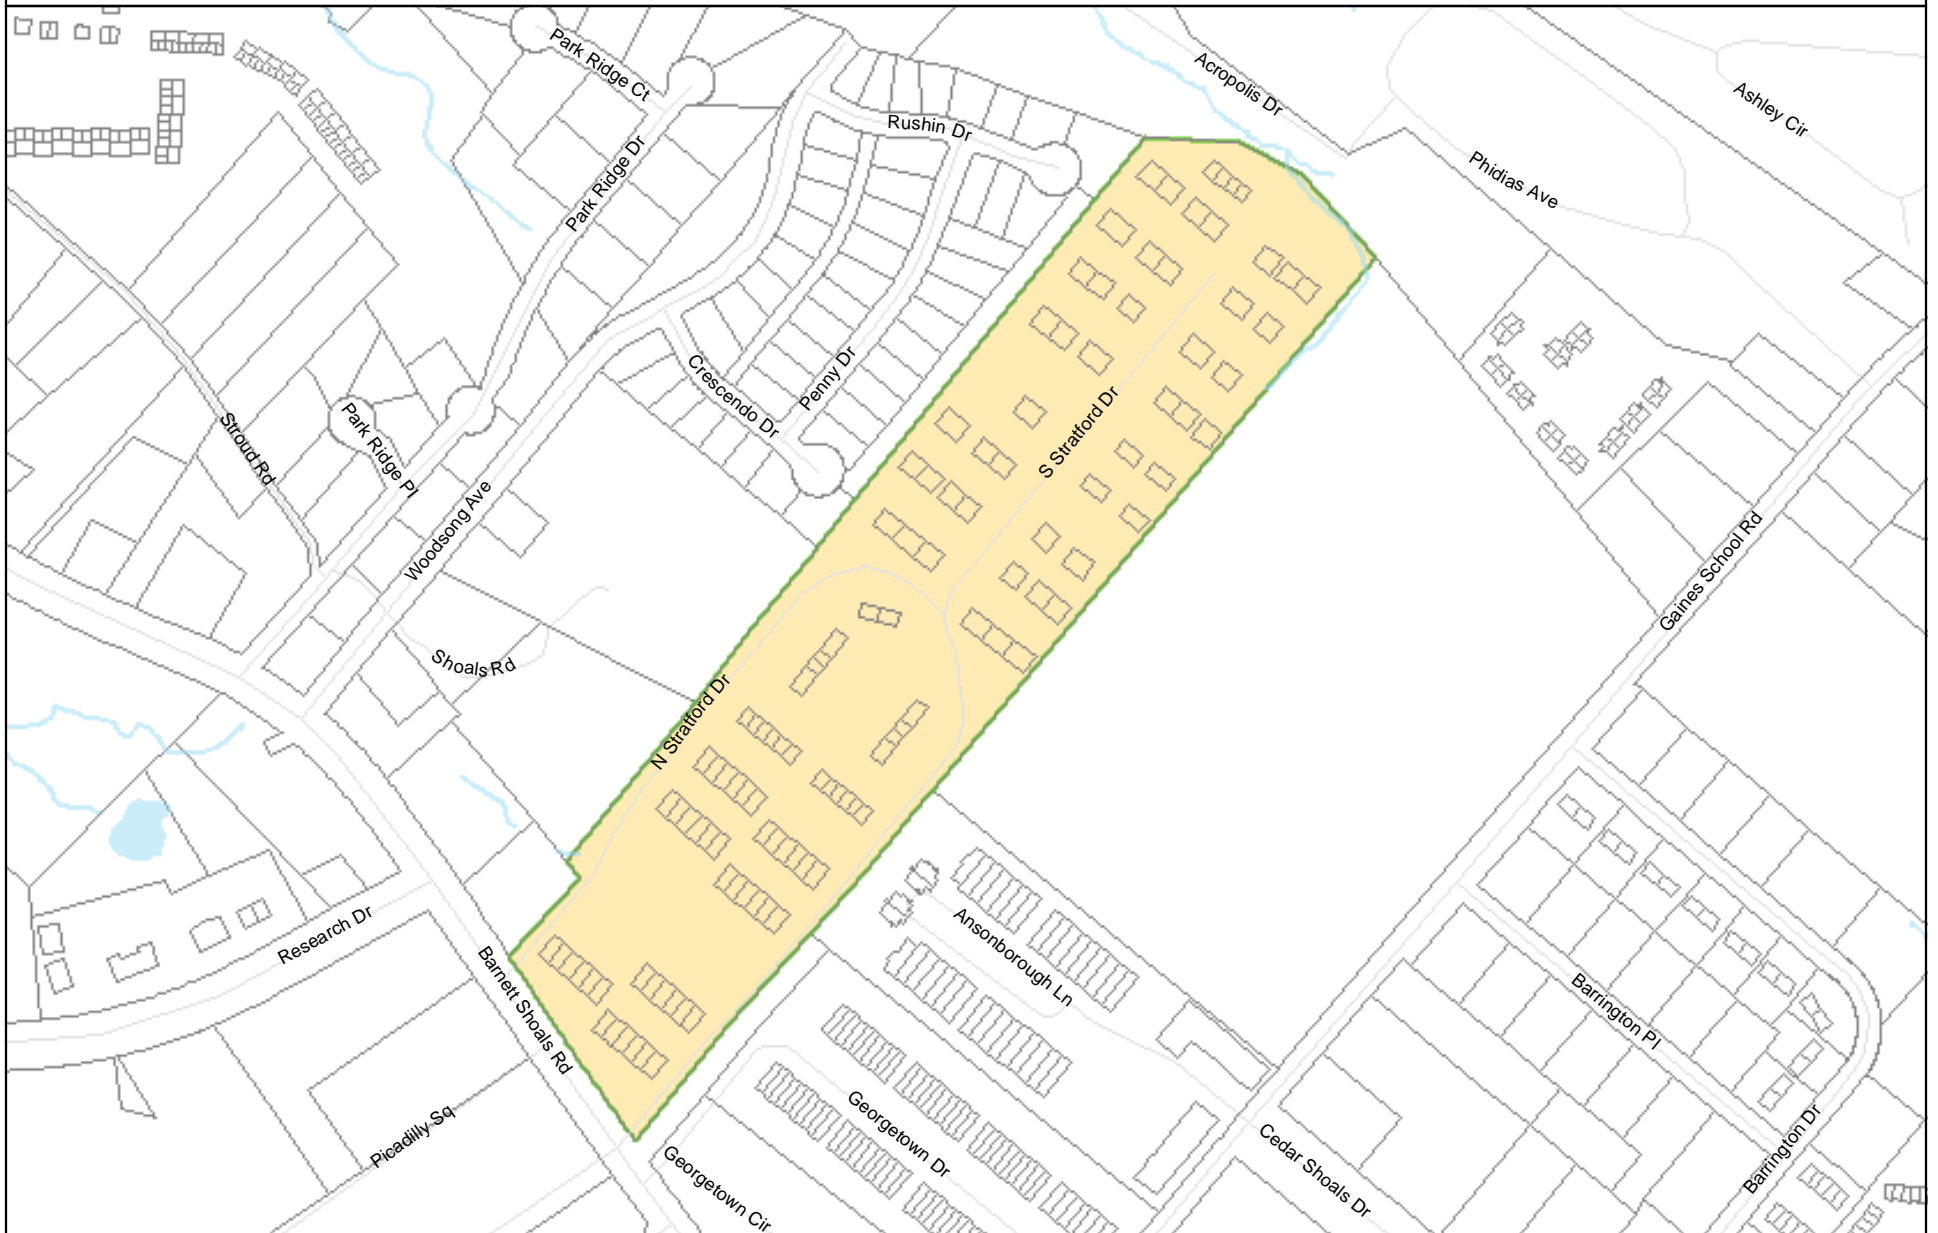 Park Ridge Ct
Acropolis Dr
Ashley Cir
Rushin Dr
Park Ridge Dr
Phidias Ave
Crescendo Dr
Penny Dr
Stroud Rd
Park Ridge Pl
S Stratford Dr
Woodsong Ave
Gaines School Rd
Shoals Rd
N Stratford Dr
Research Dr
Ansonborough Ln
Barnett Shoals Rd
Barrington Pl
Picadilly Sq
Georgetown Dr
Georgetown Cir
Cedar Shoals Dr
Barrington Dr